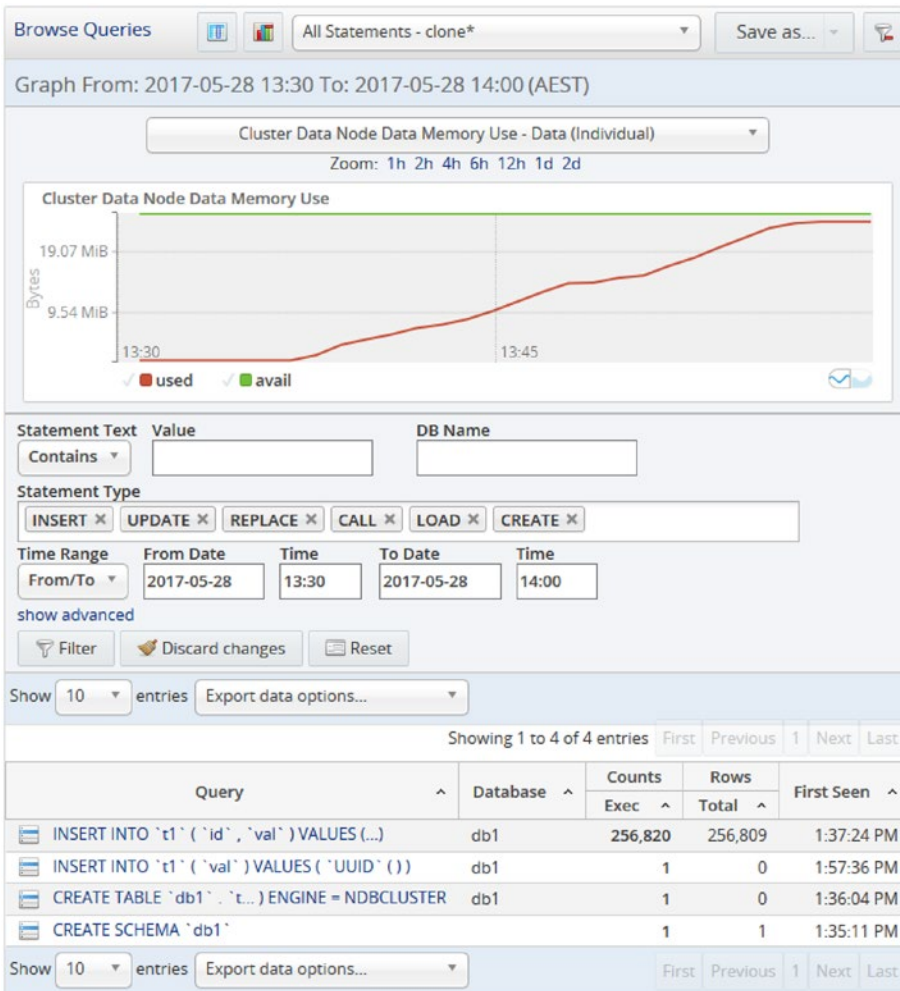 Browse Queries All Statements - clone* Save as...
Graph From: 2017-05-28 13:30 To: 2017-05-28 14:00 (AEST)
Cluster Data Node Data Memory Use - Data (Individual)
Zoom: 1h 2h 4h 6h 12h 1d 2d
Cluster Data Node Data Memory Use
19.07 MiB
Bytes
9.54 MiB
13:30 13:45
used avail
Statement Text Value DB Name
Contains
Statement Type
INSERT × UPDATE × REPLACE × CALL × LOAD × CREATE ×
Time Range From Date Time To Date Time
From/To 2017-05-28 13:30 2017-05-28 14:00
show advanced
Filter Discard changes Reset
Show 10 entries Export data options...
Showing 1 to 4 of 4 entries First Previous 1 Next Last
Query Database Counts Rows First Seen
Exec Total
INSERT INTO `t1` ( `id` , `val` ) VALUES (...) db1 256,820 256,809 1:37:24 PM
INSERT INTO `t1` ( `val` ) VALUES ( `UUID` ( ) ) db1 1 0 1:57:36 PM
CREATE TABLE `db1` . `t... ) ENGINE = NDBCLUSTER db1 1 0 1:36:04 PM
CREATE SCHEMA `db1` 1 1 1:35:11 PM
Show 10 entries Export data options... First Previous 1 Next Last